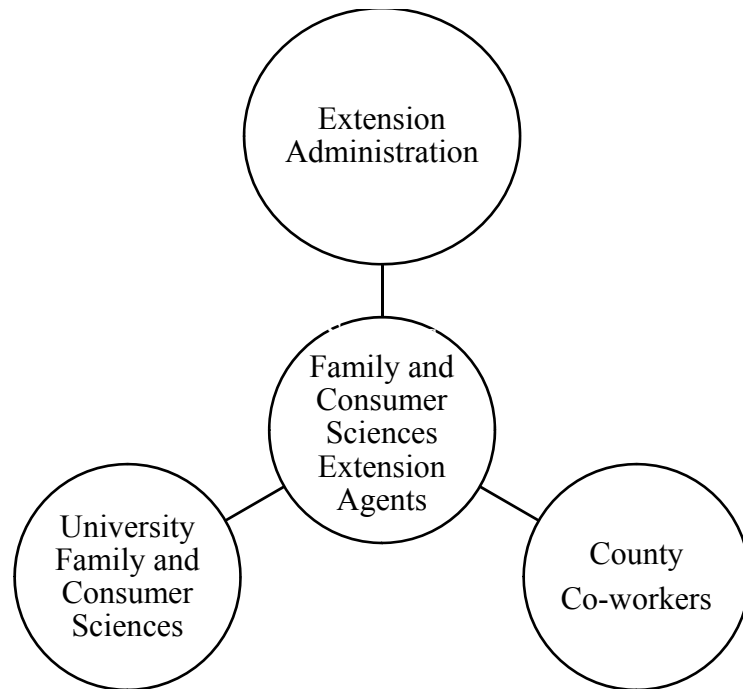 Extension
Administration
Family and
Consumer
Sciences
Extension
Agents
University
Family and
Consumer
Sciences
County
Co-workers